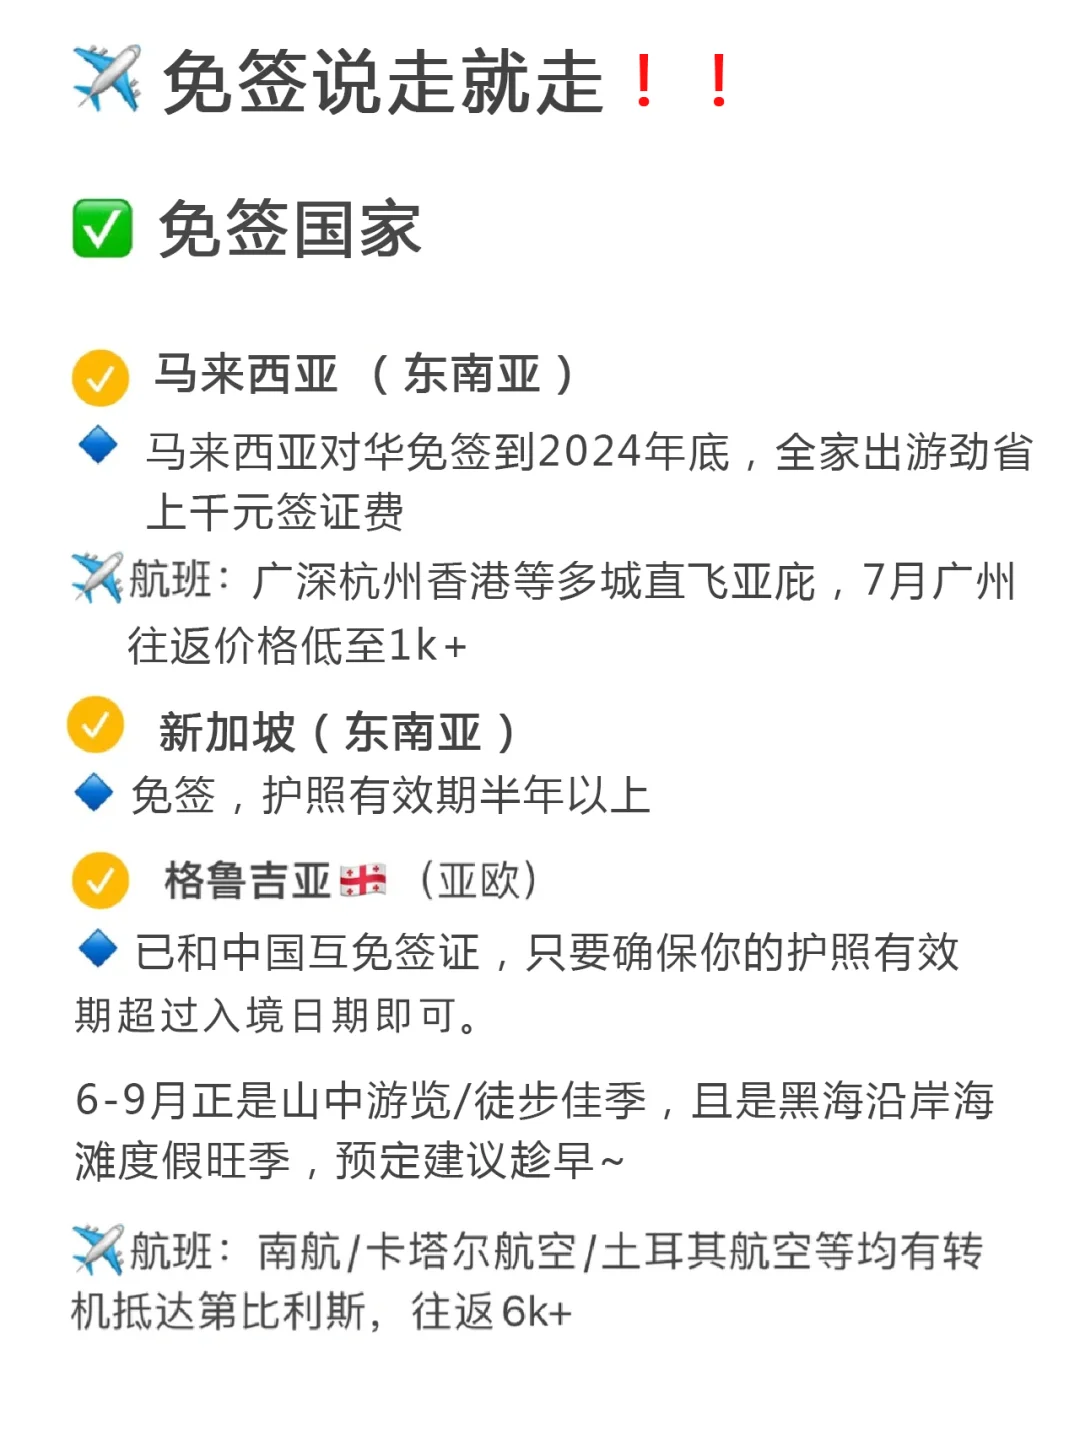 ✈️免签说走就走！！
✅ 免签国家
马来西亚（东南亚）
🔹 马来西亚对华免签到2024年底，全家出游劲省
上千元签证费
✈️航班：广深杭州香港等多城直飞亚庇，7月广州
往返价格低至1k+
新加坡（东南亚）
🔹 免签，护照有效期半年以上
格鲁吉亚🇬🇪（亚欧）
🔹 已和中国互免签证，只要确保你的护照有效
期超过入境日期即可。
6-9月正是山中游览/徒步佳季，且是黑海沿岸海
滩度假旺季，预定建议趁早~
✈️航班：南航/卡塔尔航空/土耳其航空等均有转
机抵达第比利斯，往返6k+